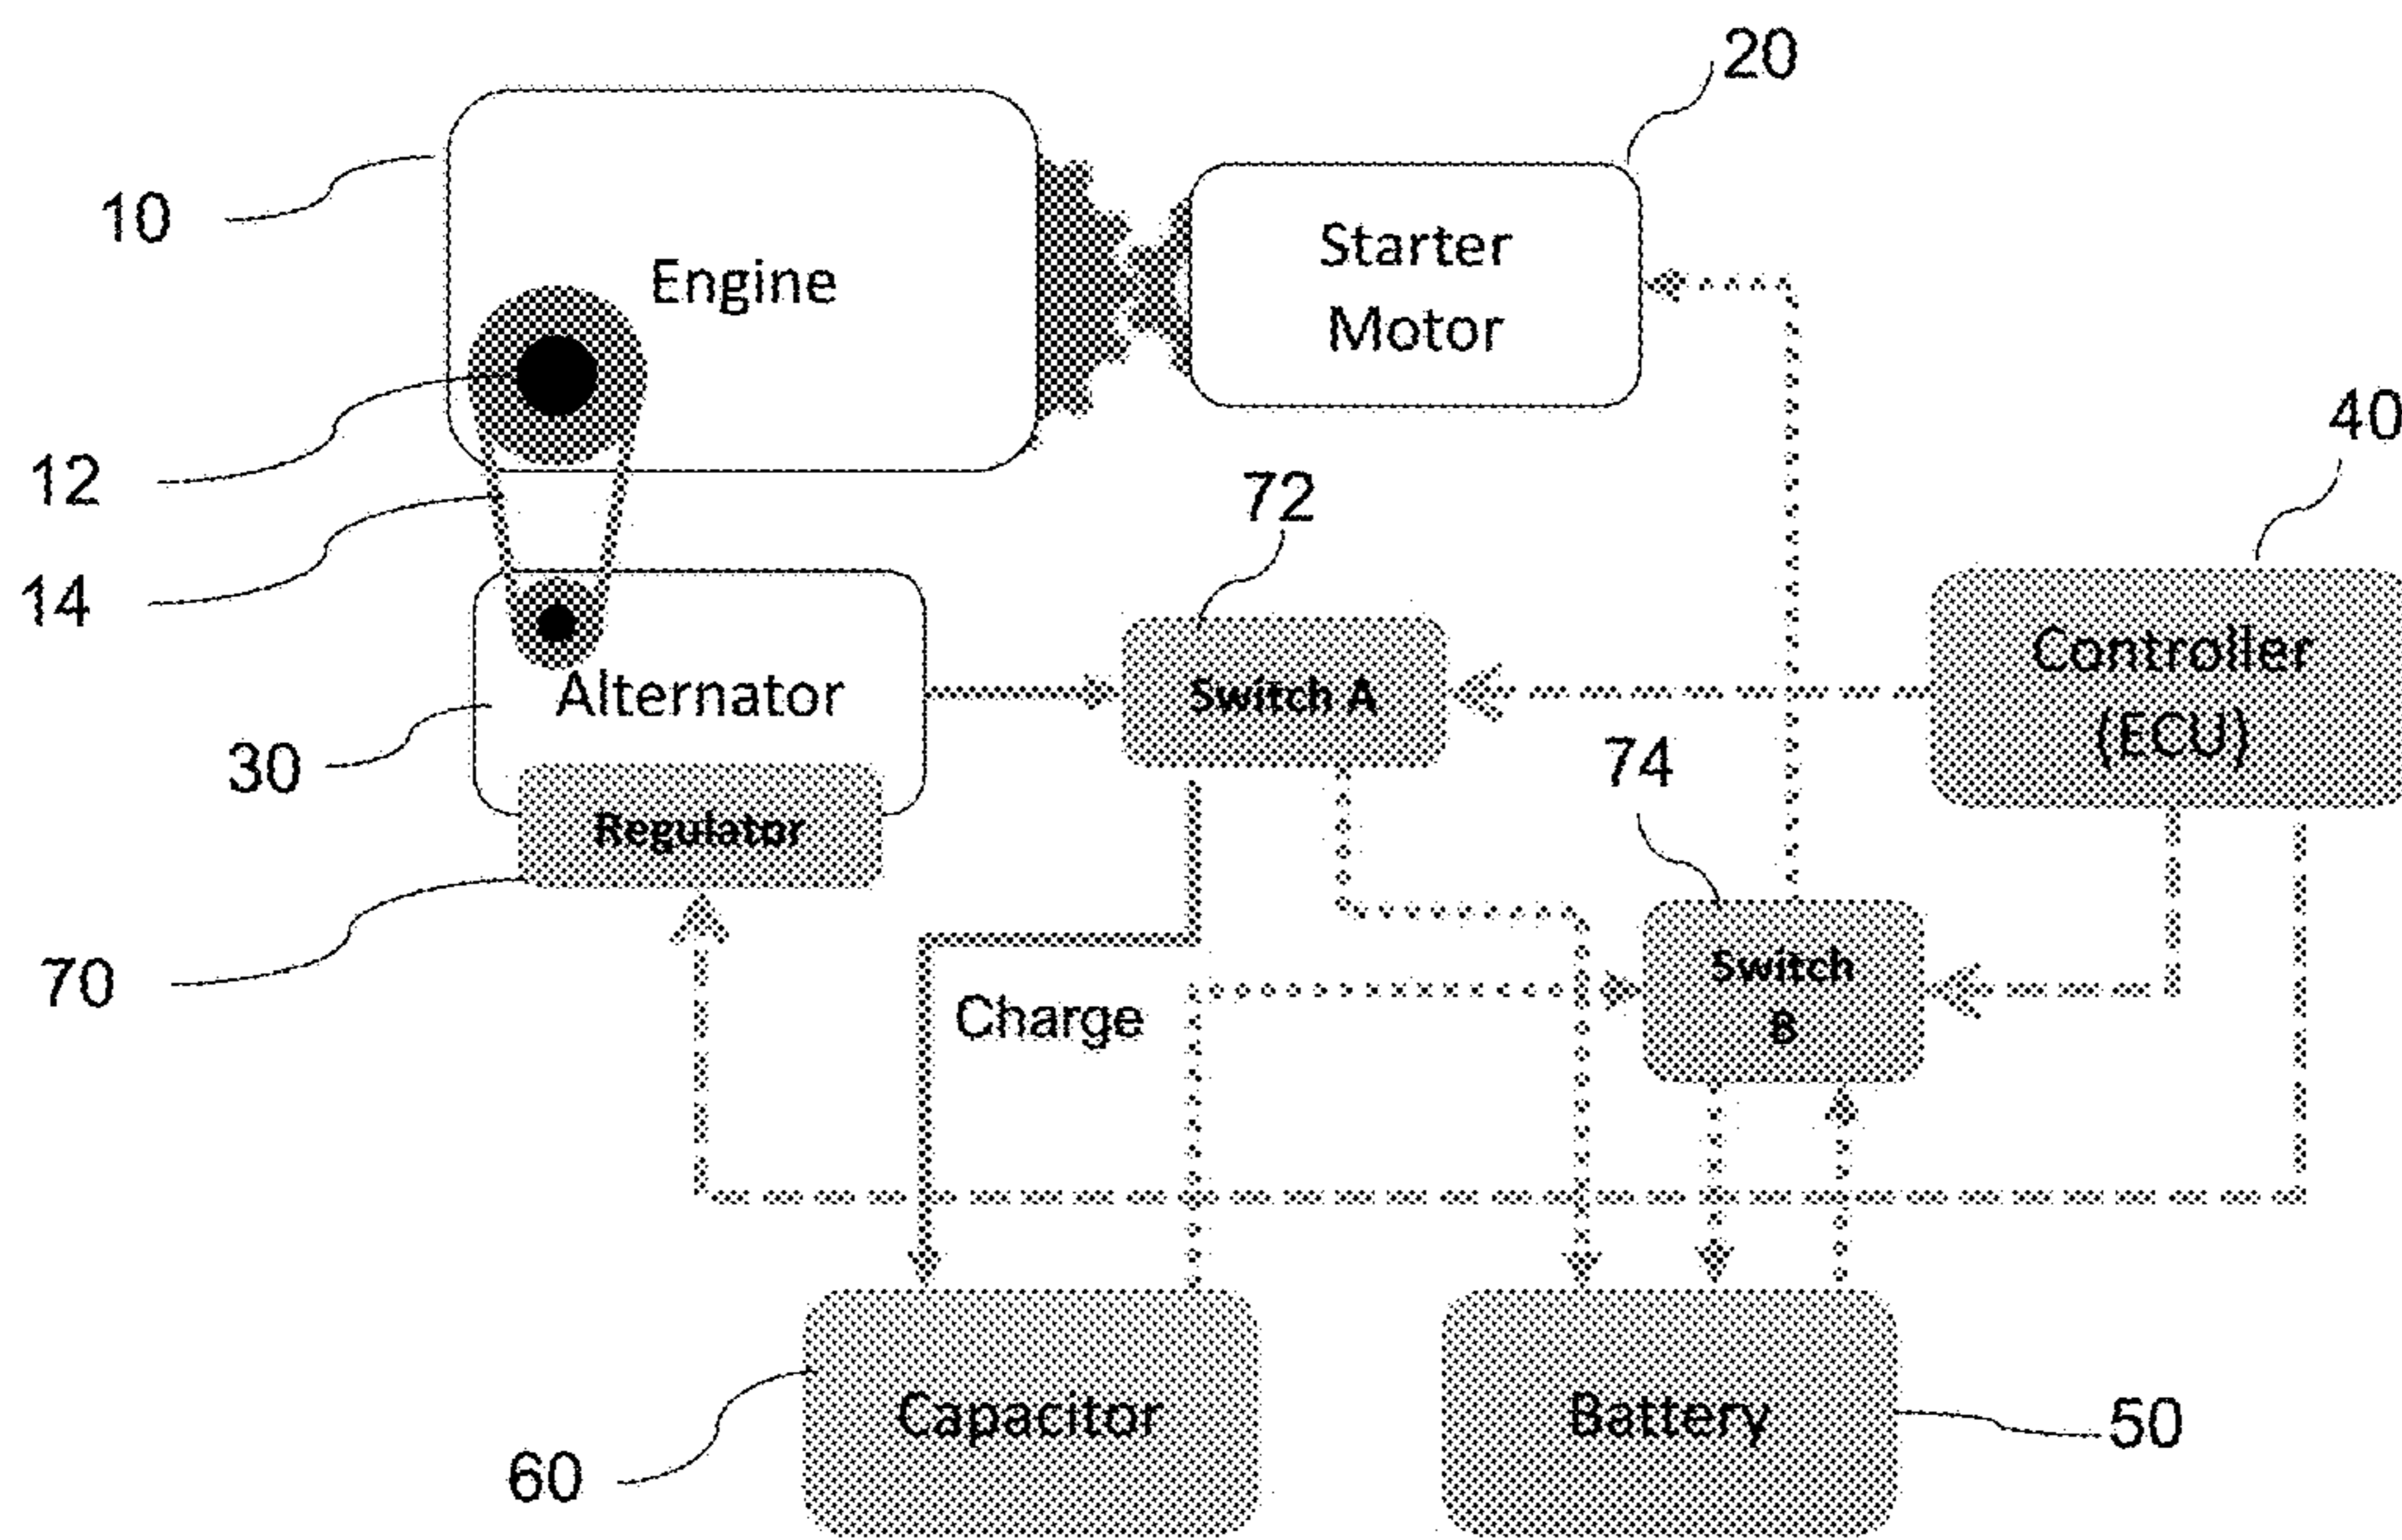 20
10
Engine
Starter
Motor
12
72
40
14
Alternator
Switch A
Controller
(ECU)
30
74
Regulator
70
Switch
B
Charge
Capacitor
Battery
60
50